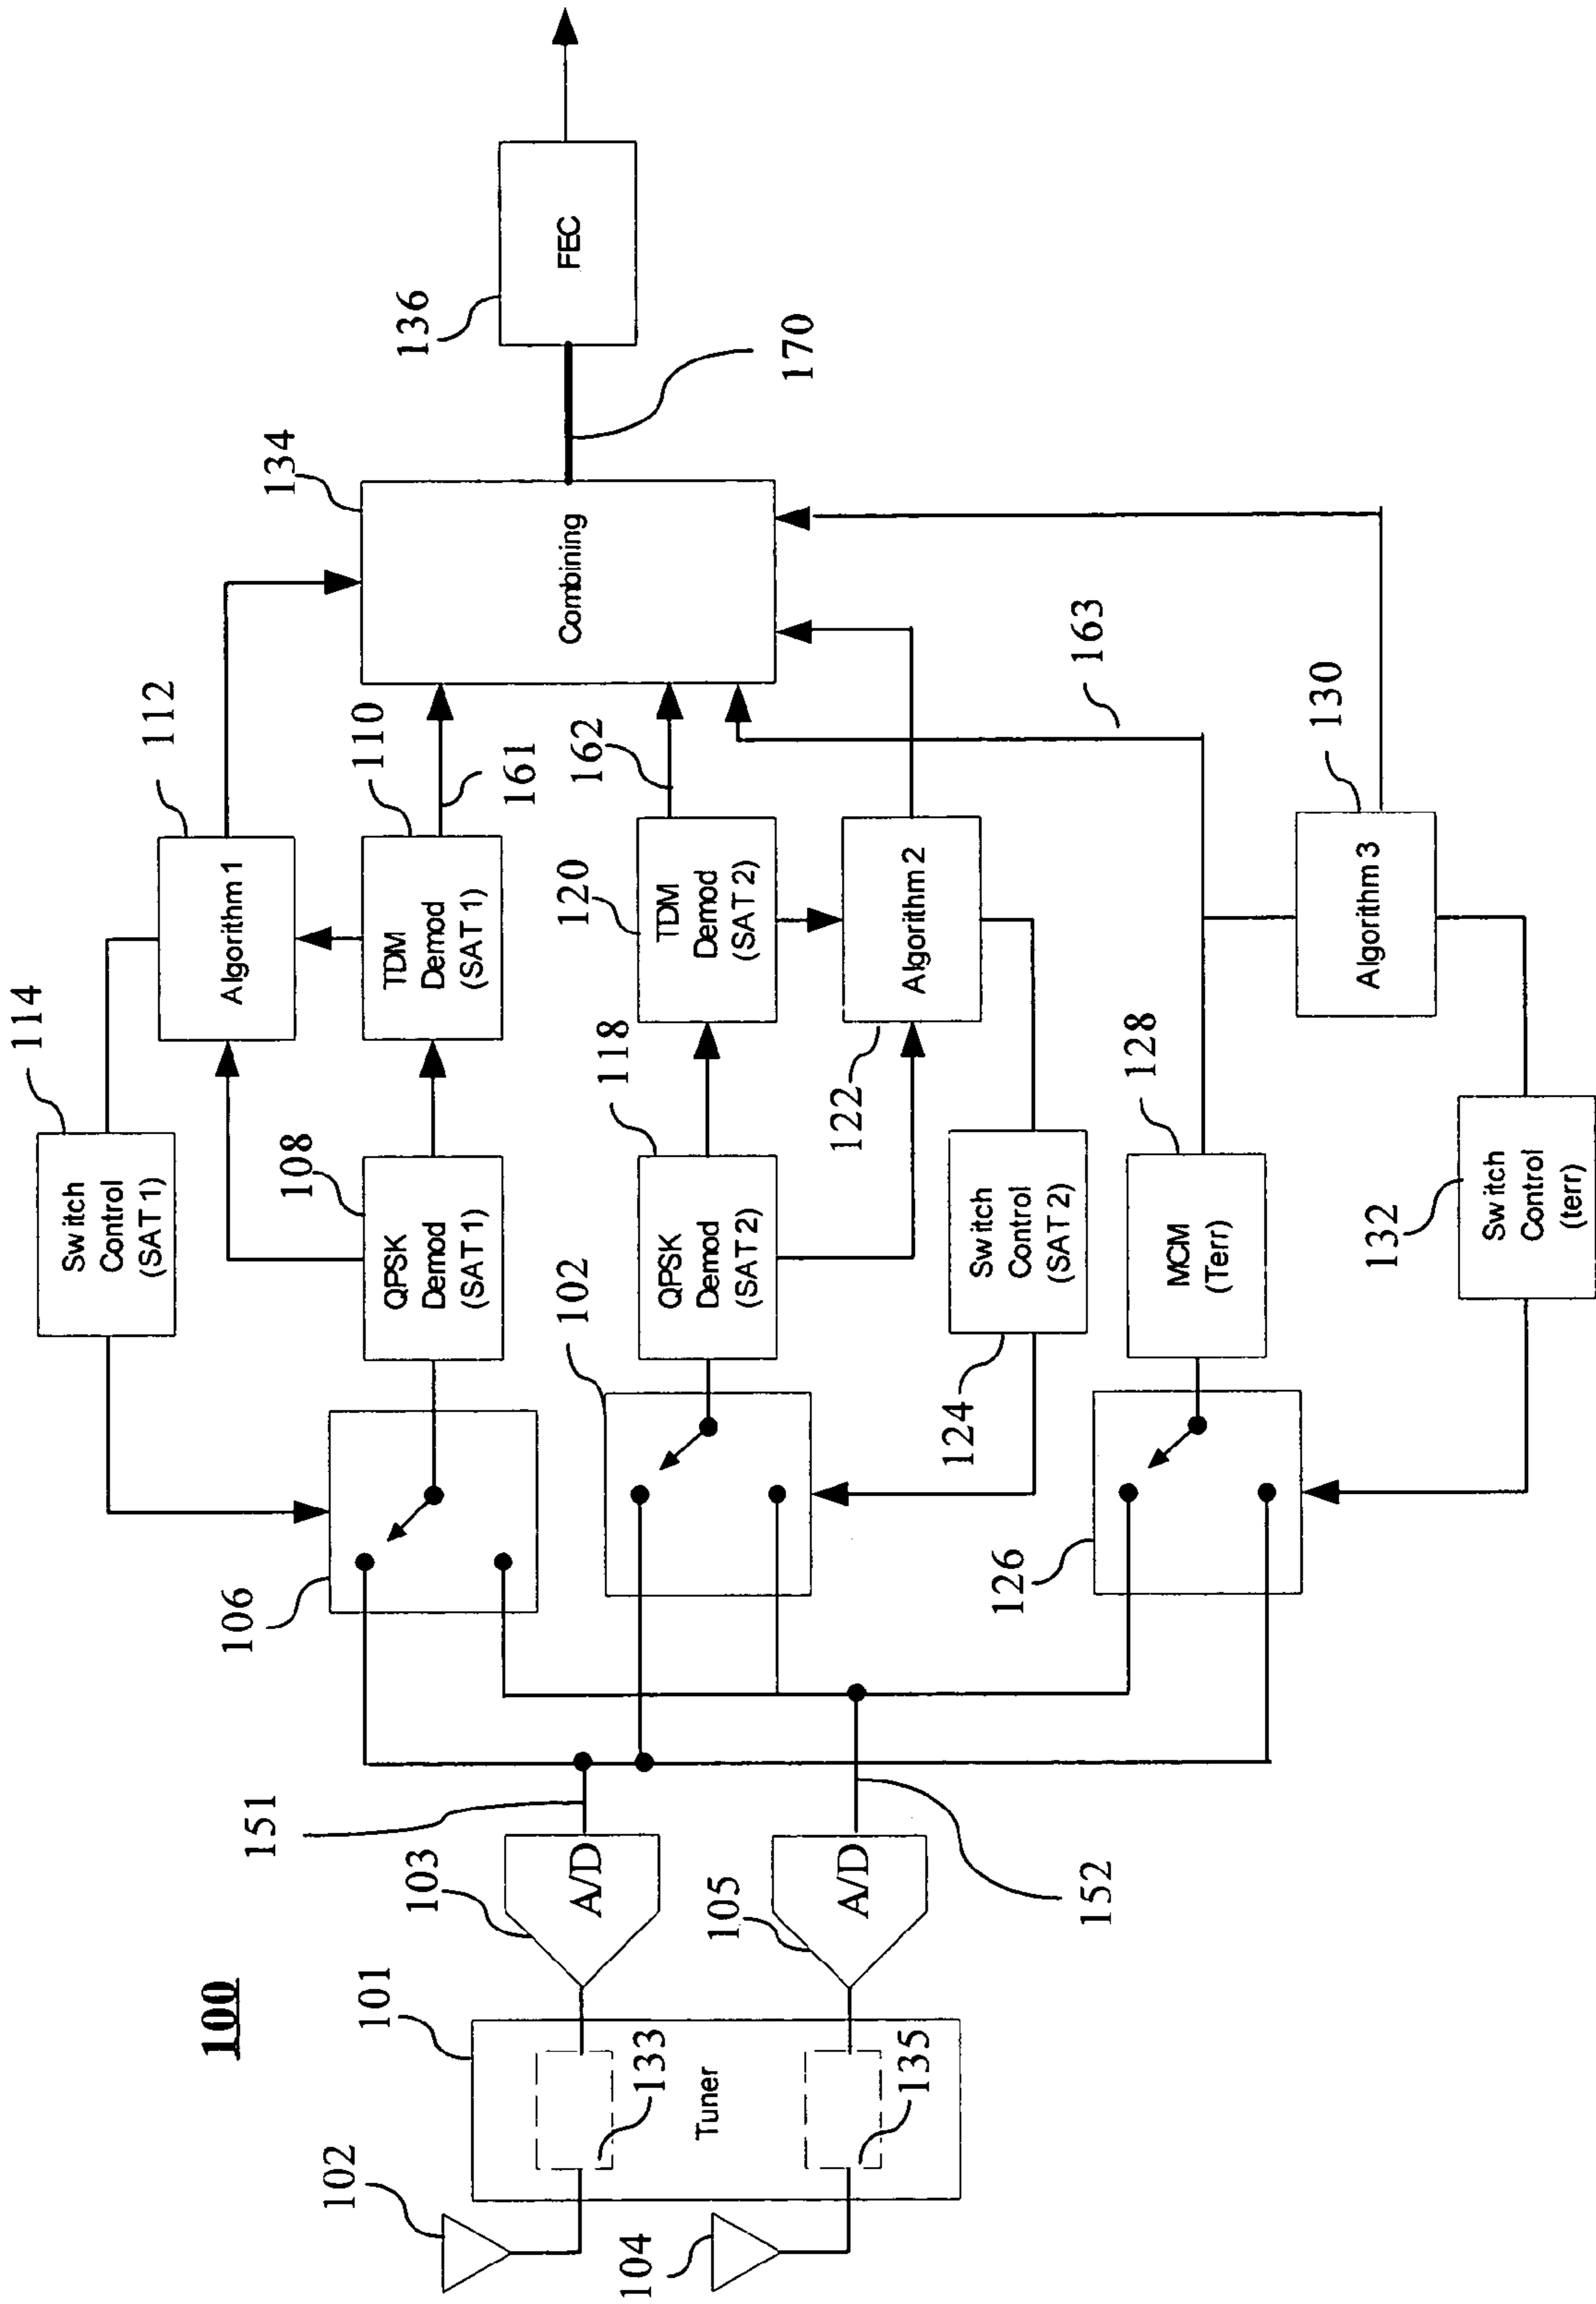 100
114
Switch
Control
(SAT 1)
112
Algorithm 1
134
106
108
QPSK
Demod
(SAT 1)
110
TDM
Demod
(SAT 1)
161
Combining
136
FEC
170
102
101
133
Tuner
103
A/D
151
102
118
QPSK
Demod
(SAT 2)
120
TDM
Demod
(SAT 2)
162
122
Algorithm 2
104
135
105
A/D
152
124
Switch
Control
(SAT 2)
163
126
128
MCM
(Terr)
130
Algorithm 3
132
Switch
Control
(terr)